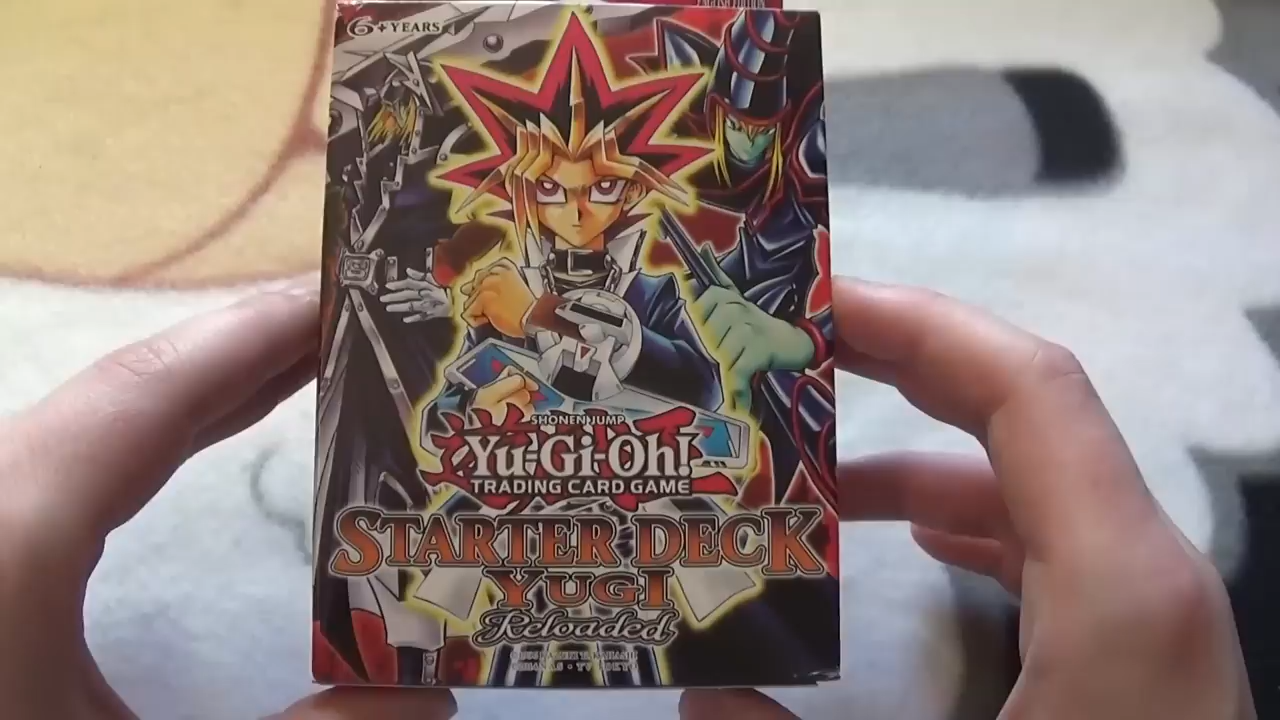 6+ YEARS
SHONEN JUMP
Yu-Gi-Oh!
TRADING CARD GAME
STARTER DECK
YUGI
Reloaded